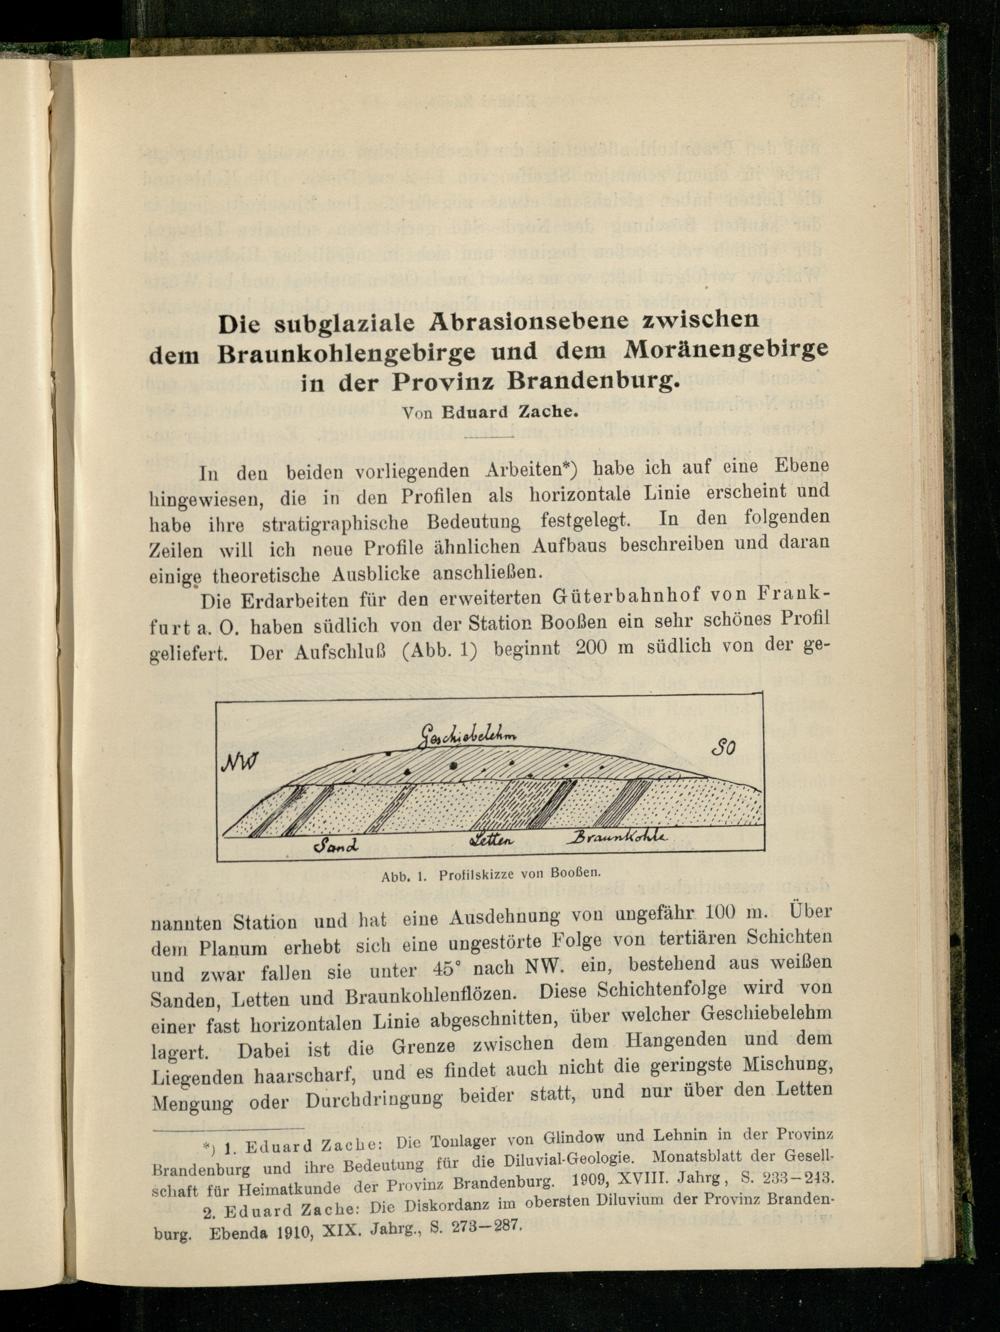 Die subglaziale Abrasionsebene zwischen
dem Braunkohlengebirge und dem Moränengebirge
in der Provinz Brandenburg.
Von Eduard Zache.
In den beiden vorliegenden Arbeiten*) habe ich auf eine Ebene
hingewiesen, die in den Profilen als horizontale Linie erscheint und
habe ihre stratigraphische Bedeutung festgelegt. In den folgenden
Zeilen will ich neue Profile ähnlichen Aufbaus beschreiben und daran
einige theoretische Ausblicke anschließen.
Die Erdarbeiten für den erweiterten Güterbahnhof von Frank-
furt a. O. haben südlich von der Station Booßen ein sehr schönes Profil
geliefert. Der Aufschluß (Abb. 1) beginnt 200 m südlich von der ge-
Geschiebelehm
NW
SO
Sand
Letten
Braunkohle
Abb. 1. Profilskizze von Booßen.
nannten Station und hat eine Ausdehnung von ungefähr 100 m. Über
dem Planum erhebt sich eine ungestörte Folge von tertiären Schichten
und zwar fallen sie unter 45° nach NW. ein, bestehend aus weißen
Sanden, Letten und Braunkohlenflözen. Diese Schichtenfolge wird von
einer fast horizontalen Linie abgeschnitten, über welcher Geschiebelehm
lagert. Dabei ist die Grenze zwischen dem Hangenden und dem
Liegenden haarscharf, und es findet auch nicht die geringste Mischung,
Mengung oder Durchdringung beider statt, und nur über den Letten
*) 1. Eduard Zache: Die Tonlager von Glindow und Lehnin in der Provinz
Brandenburg und ihre Bedeutung für die Diluvial-Geologie. Monatsblatt der Gesell-
schaft für Heimatkunde der Provinz Brandenburg. 1909, XVIII. Jahrg, S. 233—243.
2. Eduard Zache: Die Diskordanz im obersten Diluvium der Provinz Branden-
burg. Ebenda 1910, XIX. Jahrg., S. 273—287.